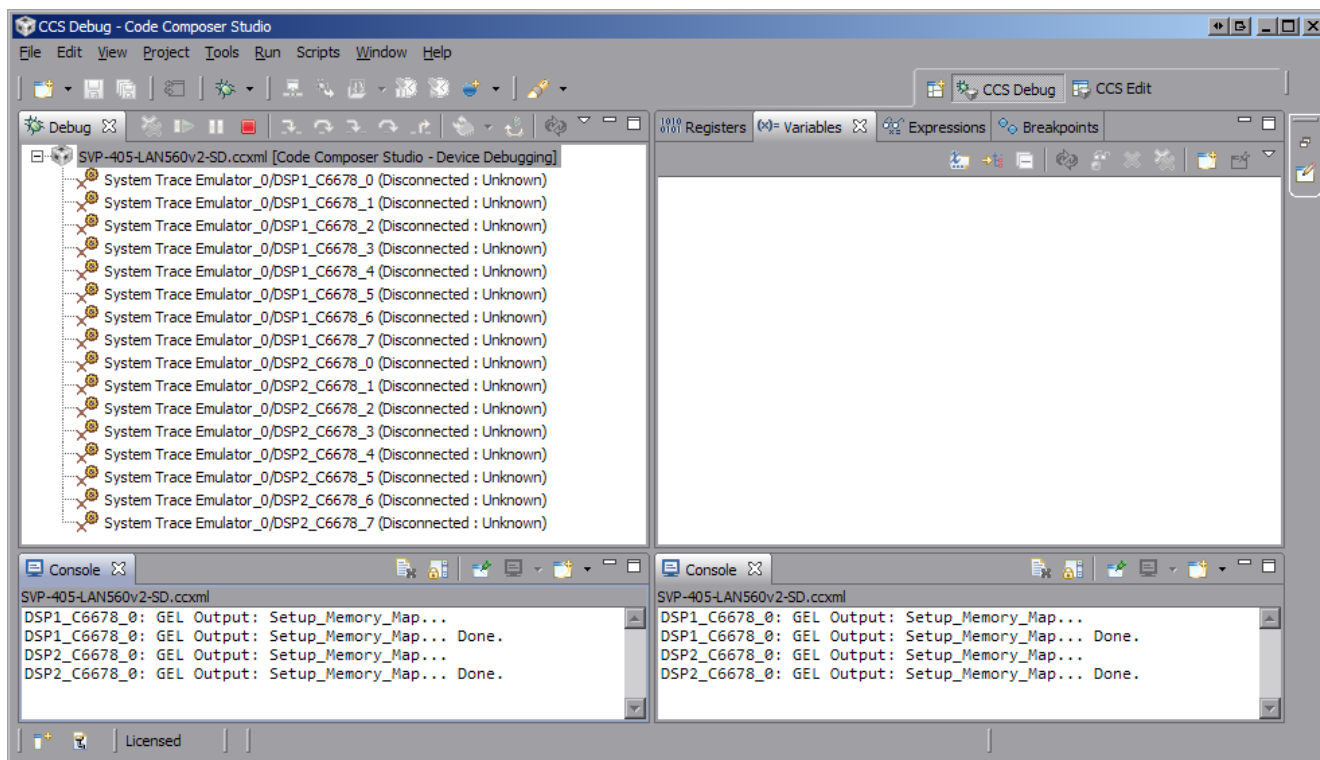 CCS Debug - Code Composer Studio
File Edit View Project Tools Run Scripts Window Help
CCS Debug CCS Edit
Debug
Registers (x)= Variables Expressions Breakpoints
SVP-405-LAN560v2-SD.ccxml [Code Composer Studio - Device Debugging]
System Trace Emulator_0/DSP1_C6678_0 (Disconnected : Unknown)
System Trace Emulator_0/DSP1_C6678_1 (Disconnected : Unknown)
System Trace Emulator_0/DSP1_C6678_2 (Disconnected : Unknown)
System Trace Emulator_0/DSP1_C6678_3 (Disconnected : Unknown)
System Trace Emulator_0/DSP1_C6678_4 (Disconnected : Unknown)
System Trace Emulator_0/DSP1_C6678_5 (Disconnected : Unknown)
System Trace Emulator_0/DSP1_C6678_6 (Disconnected : Unknown)
System Trace Emulator_0/DSP1_C6678_7 (Disconnected : Unknown)
System Trace Emulator_0/DSP2_C6678_0 (Disconnected : Unknown)
System Trace Emulator_0/DSP2_C6678_1 (Disconnected : Unknown)
System Trace Emulator_0/DSP2_C6678_2 (Disconnected : Unknown)
System Trace Emulator_0/DSP2_C6678_3 (Disconnected : Unknown)
System Trace Emulator_0/DSP2_C6678_4 (Disconnected : Unknown)
System Trace Emulator_0/DSP2_C6678_5 (Disconnected : Unknown)
System Trace Emulator_0/DSP2_C6678_6 (Disconnected : Unknown)
System Trace Emulator_0/DSP2_C6678_7 (Disconnected : Unknown)
Console
SVP-405-LAN560v2-SD.ccxml
DSP1_C6678_0: GEL Output: Setup_Memory_Map...
DSP1_C6678_0: GEL Output: Setup_Memory_Map... Done.
DSP2_C6678_0: GEL Output: Setup_Memory_Map...
DSP2_C6678_0: GEL Output: Setup_Memory_Map... Done.
Console
SVP-405-LAN560v2-SD.ccxml
DSP1_C6678_0: GEL Output: Setup_Memory_Map...
DSP1_C6678_0: GEL Output: Setup_Memory_Map... Done.
DSP2_C6678_0: GEL Output: Setup_Memory_Map...
DSP2_C6678_0: GEL Output: Setup_Memory_Map... Done.
Licensed